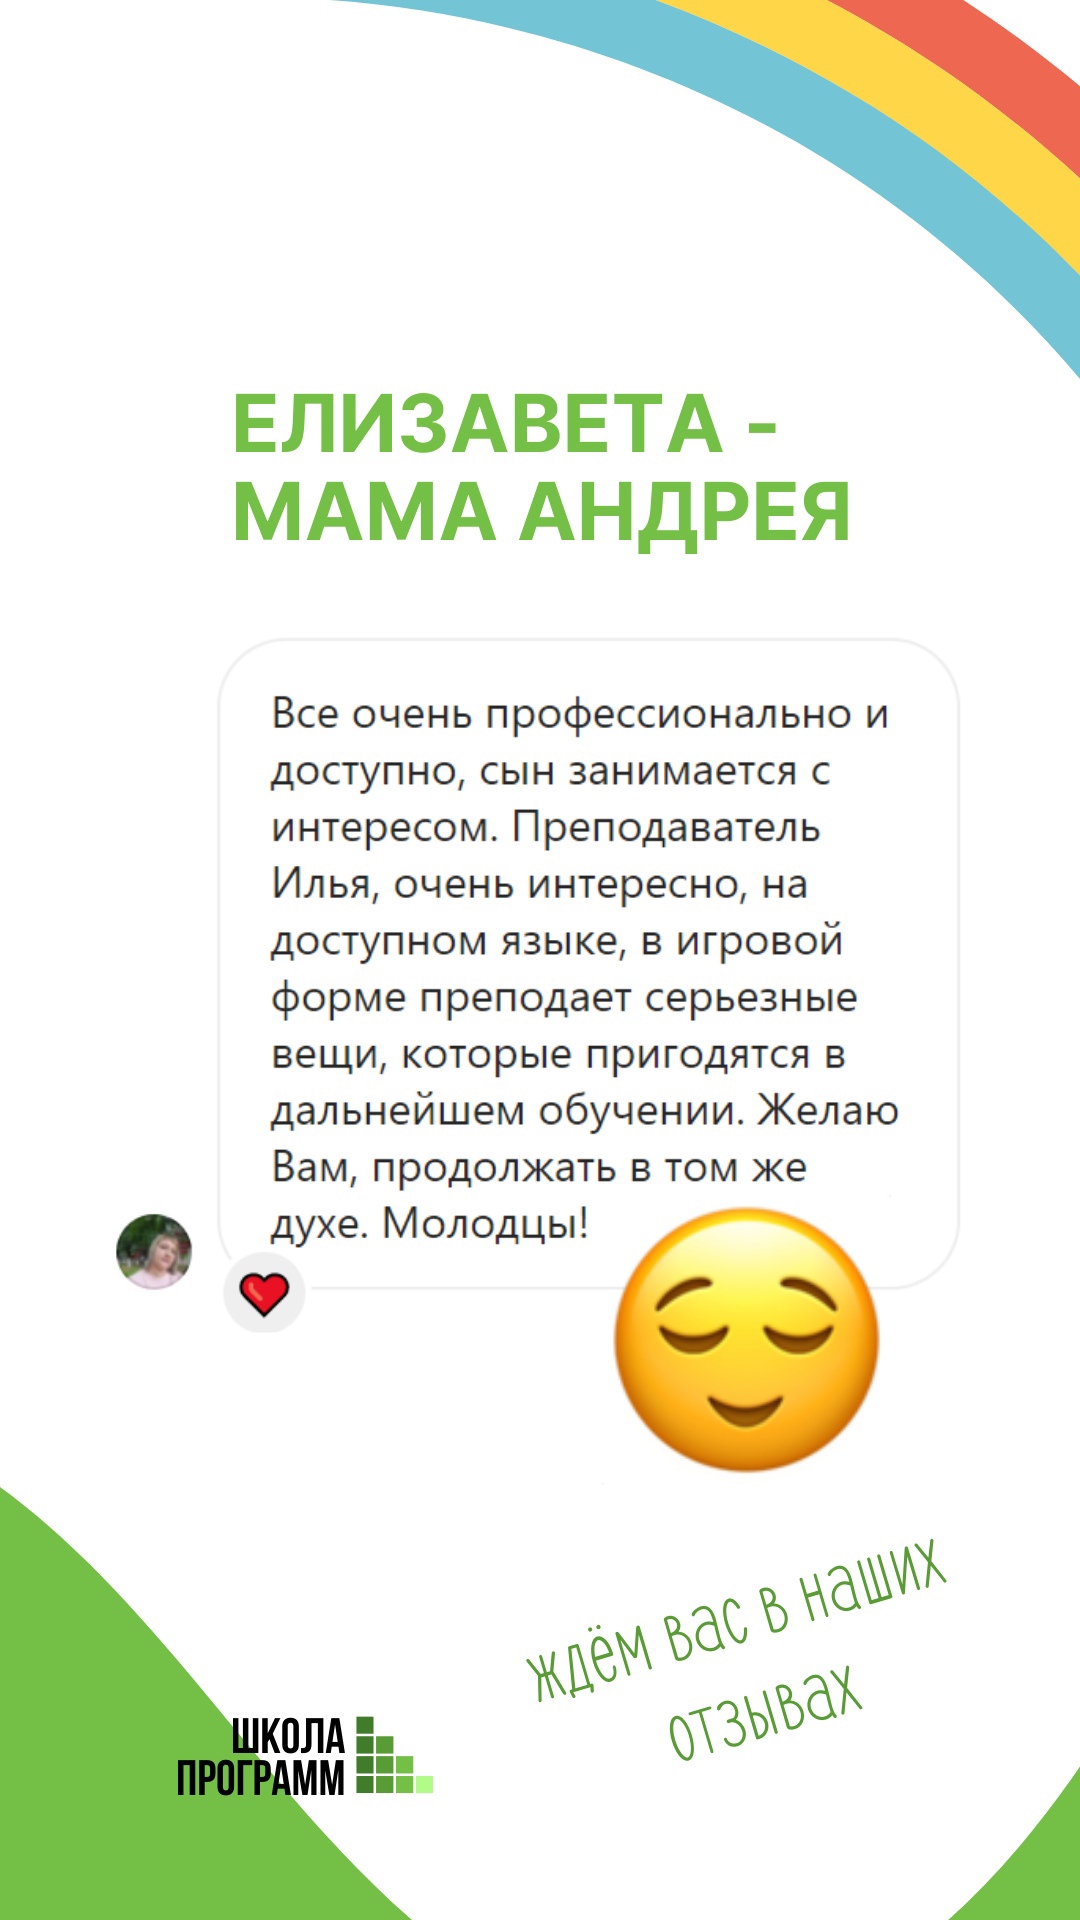 ЕЛИЗАВЕТА -
МАМА АНДРЕЯ
Все очень профессионально и
доступно, сын занимается с
интересом. Преподаватель
Илья, очень интересно, на
доступном языке, в игровой
форме преподает серьезные
вещи, которые пригодятся в
дальнейшем обучении. Желаю
Вам, продолжать в том же
духе. Молодцы!
ждём вас в наших
отзывах
ШКОЛА
ПРОГРАММ